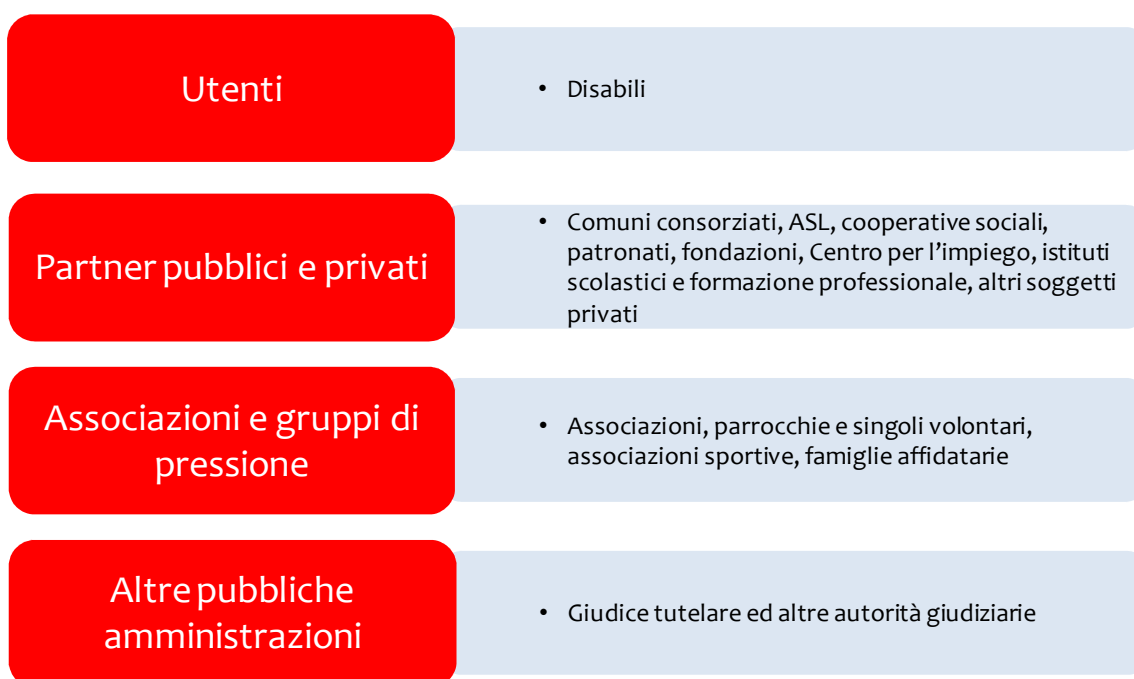 Utenti
• Disabili
Partner pubblici e privati
• Comuni consorziati, ASL, cooperative sociali,
patronati, fondazioni, Centro per l’impiego, istituti
scolastici e formazione professionale, altri soggetti
privati
Associazioni e gruppi di
pressione
• Associazioni, parrocchie e singoli volontari,
associazioni sportive, famiglie affidatarie
Altre pubbliche
amministrazioni
• Giudice tutelare ed altre autorità giudiziarie